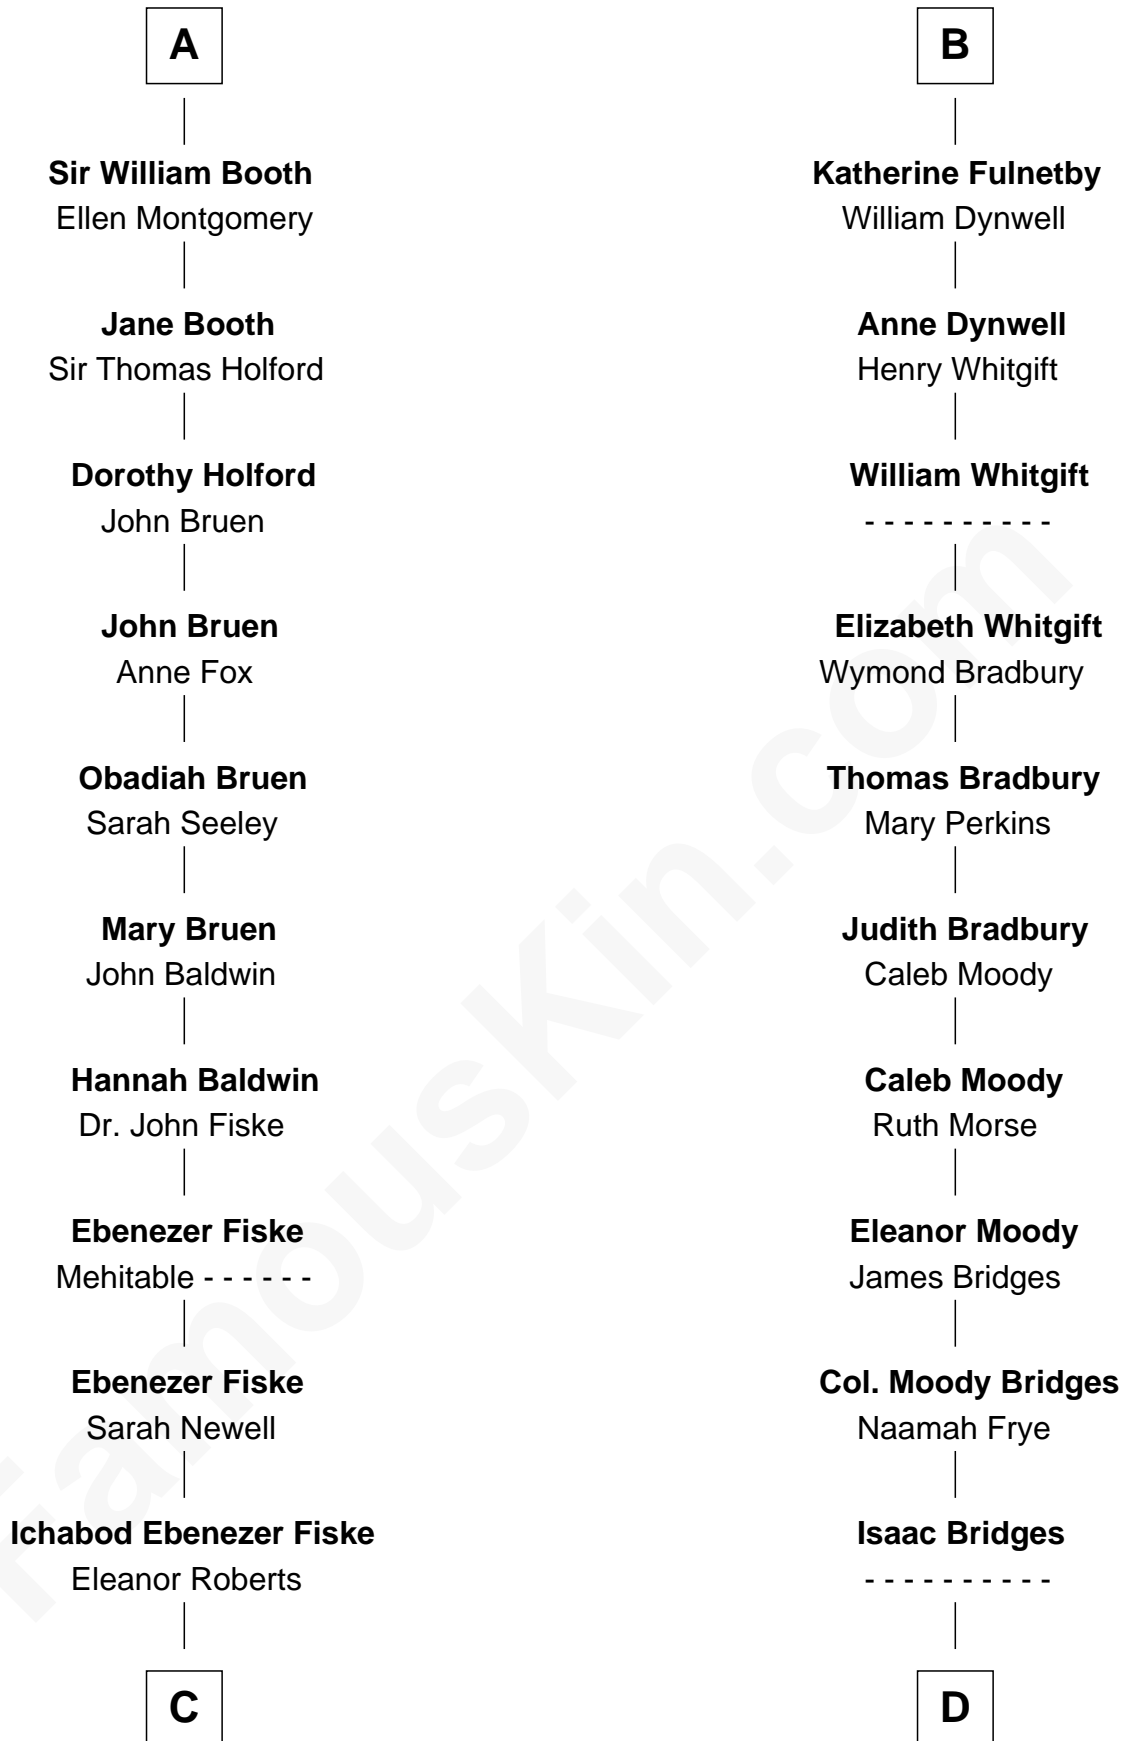 A
Sir William Booth
Ellen Montgomery
Jane Booth
Sir Thomas Holford
Dorothy Holford
John Bruen
John Bruen
Anne Fox
Obadiah Bruen
Sarah Seeley
Mary Bruen
John Baldwin
Hannah Baldwin
Dr. John Fiske
Ebenezer Fiske
Mehitable - - - - - -
Ebenezer Fiske
Sarah Newell
Ichabod Ebenezer Fiske
Eleanor Roberts
C
B
Katherine Fulnetby
William Dynwell
Anne Dynwell
Henry Whitgift
William Whitgift
- - - - - - - - - -
Elizabeth Whitgift
Wymond Bradbury
Thomas Bradbury
Mary Perkins
Judith Bradbury
Caleb Moody
Caleb Moody
Ruth Morse
Eleanor Moody
James Bridges
Col. Moody Bridges
Naamah Frye
Isaac Bridges
- - - - - - - - - -
D
FamousKin.com